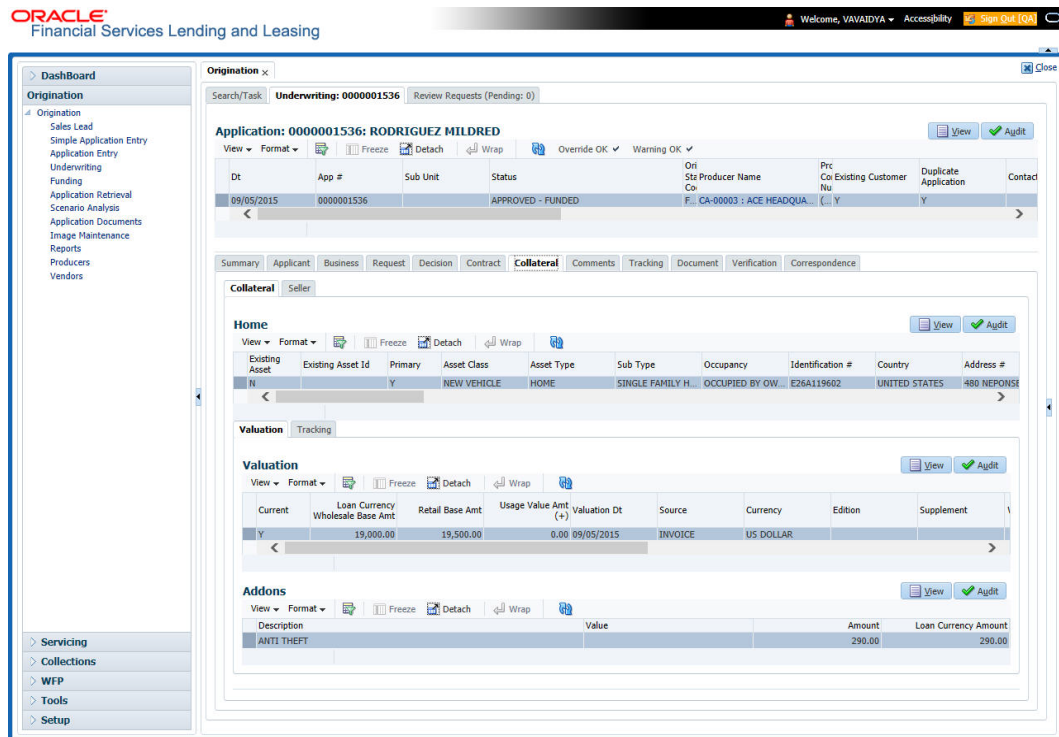 ORACLE
Financial Services Lending and Leasing
Welcome, VAVAIDYA Accessibility Sign Out [QA]
Close
DashBoard
Origination
Origination
Sales Lead
Simple Application Entry
Application Entry
Underwriting
Funding
Application Retrieval
Scenario Analysis
Application Documents
Image Maintenance
Reports
Producers
Vendors
Servicing
Collections
WFP
Tools
Setup
Origination
Search/Task Underwriting: 0000001536 Review Requests (Pending: 0)
Application: 0000001536: RODRIGUEZ MILDRED View Audit
View Format Freeze Detach Wrap Override OK Warning OK
Dt App # Sub Unit Status Ori Sta Co Producer Name Pro Co Nu Existing Customer Duplicate Application Contact
09/05/2015 0000001536 APPROVED - FUNDED F... CA-00003 : ACE HEADQUA... (... Y Y
Summary Applicant Business Request Decision Contract Collateral Comments Tracking Document Verification Correspondence
Collateral Seller
Home View Audit
View Format Freeze Detach Wrap
Existing Asset Existing Asset Id Primary Asset Class Asset Type Sub Type Occupancy Identification # Country Address #
N Y NEW VEHICLE HOME SINGLE FAMILY H... OCCUPIED BY OW... E26A119602 UNITED STATES 480 NEPONSE
Valuation Tracking
Valuation View Audit
View Format Freeze Detach Wrap
Current Loan Currency Wholesale Base Amt Retail Base Amt Usage Value Amt (+) Valuation Dt Source Currency Edition Supplement
Y 19,000.00 19,500.00 0.00 09/05/2015 INVOICE US DOLLAR
Addons View Audit
View Format Freeze Detach Wrap
Description Value Amount Loan Currency Amount
ANTI THEFT 290.00 290.00